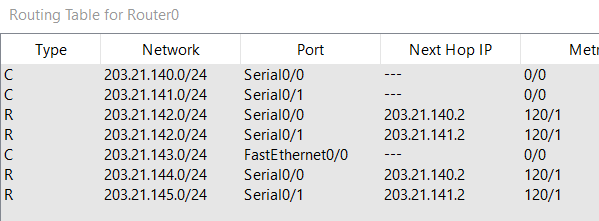 Routing Table for Router0
Type Network Port Next Hop IP Metr
C 203.21.140.0/24 Serial0/0 --- 0/0
C 203.21.141.0/24 Serial0/1 --- 0/0
R 203.21.142.0/24 Serial0/0 203.21.140.2 120/1
R 203.21.142.0/24 Serial0/1 203.21.141.2 120/1
C 203.21.143.0/24 FastEthernet0/0 --- 0/0
R 203.21.144.0/24 Serial0/0 203.21.140.2 120/1
R 203.21.145.0/24 Serial0/1 203.21.141.2 120/1